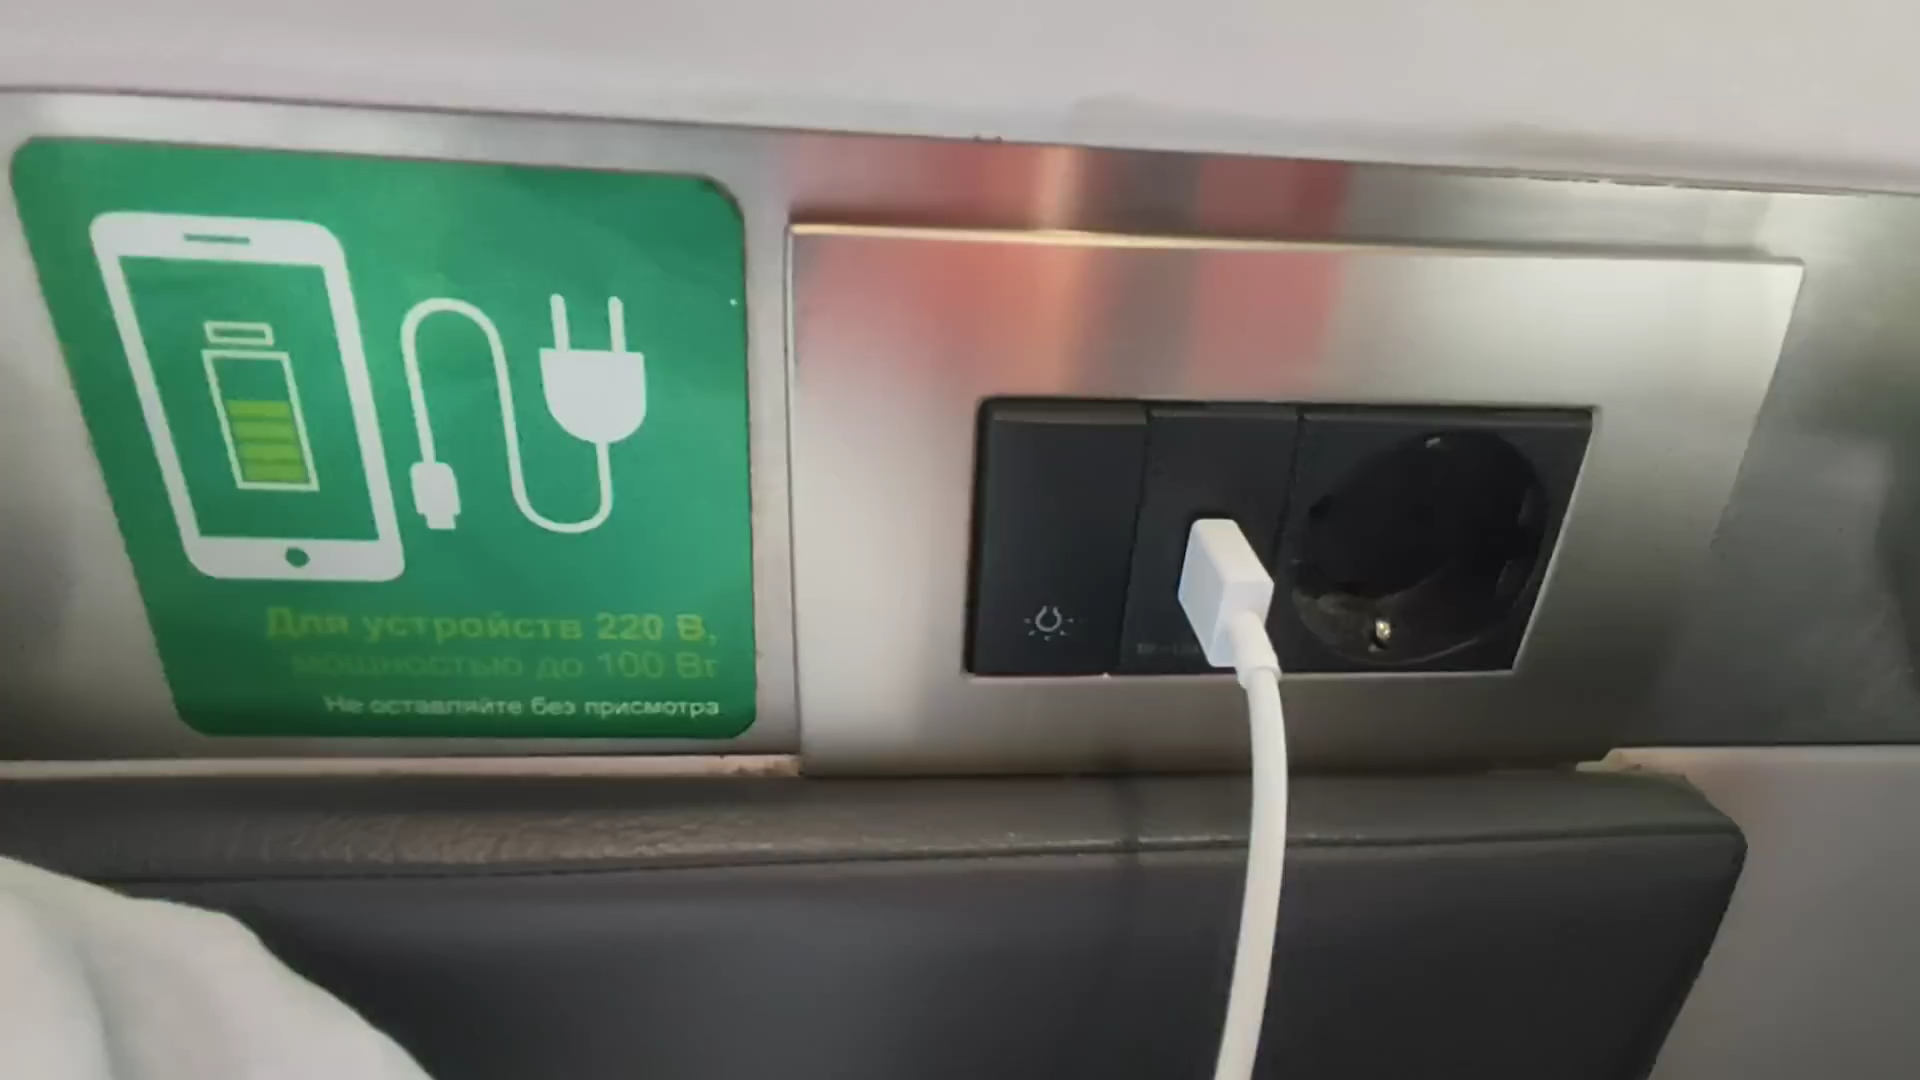 Для устройств 220 В,
мощностью до 100 Вт
Не оставляйте без присмотра